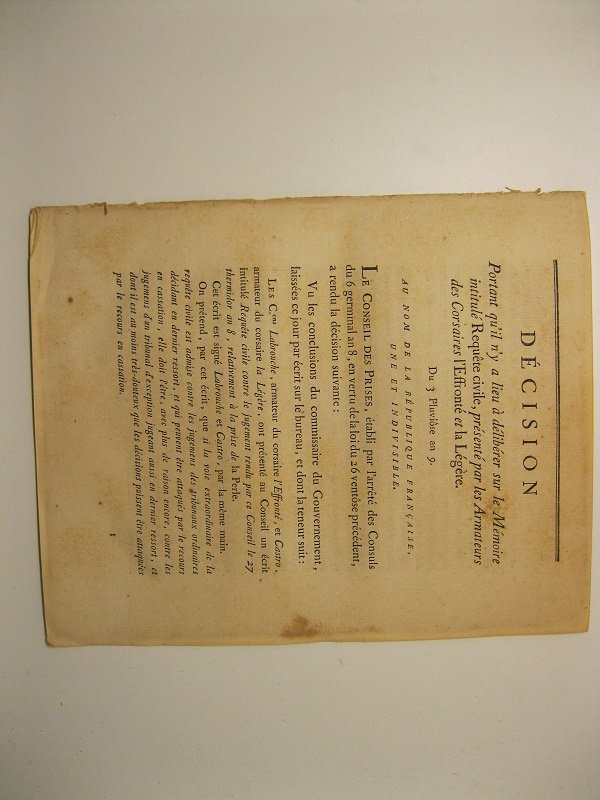 DÉCISION
Portant qu'il n'y a lieu à délibérer sur le Mémoire
intitulé Requête civile, présenté par les Armateurs
des Corsaires l'Effronté et la Légère.
Du 3 Pluviôse an 9.
AU NOM DE LA RÉPUBLIQUE FRANÇAISE,
UNE ET INDIVISIBLE.
LE CONSEIL DES PRISES, établi par l'arrêté des Consuls
du 6 germinal an 8, en vertu de la loi du 26 ventôse précédent,
a rendu la décision suivante :
Vu les conclusions du commissaire du Gouvernement,
laissées ce jour par écrit sur le bureau, et dont la teneur suit :
LES C.ens Labrouche, armateur du corsaire l'Effronté, et Castro,
armateur du corsaire la Légère, ont présenté au Conseil un écrit
intitulé Requête civile contre le jugement rendu par ce Conseil le 27
thermidor an 8, relativement à la prise de la Perle.
Cet écrit est signé Labrouche et Castro, par la même main.
On prétend, par cet écrit, que si la voie extraordinaire de la
requête civile est admise contre les jugemens des tribunaux ordinaires
décidant en dernier ressort, et qui peuvent être attaqués par le recours
en cassation, elle doit l'être, avec plus de raison encore, contre les
jugemens d'un tribunal d'exception jugeant aussi en dernier ressort, et
dont il est au moins très-douteux que les décisions puissent être attaquées
par le recours en cassation.
1